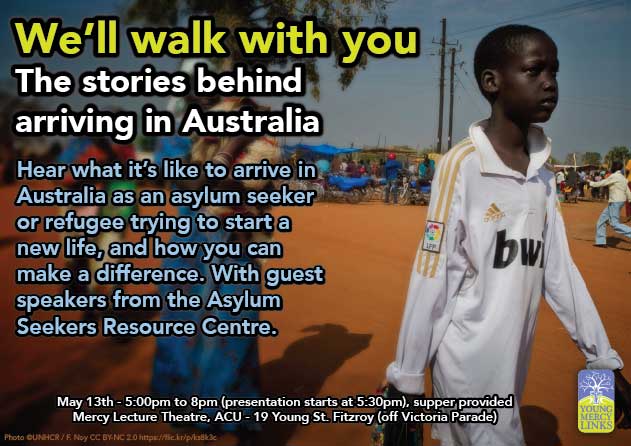 We'll walk with you
The stories behind
arriving in Australia
Hear what it's like to arrive in
Australia as an asylum seeker
or refugee trying to start a
new life, and how you can
make a difference. With guest
speakers from the Asylum
Seekers Resource Centre.
bwi
LFP
adidas
May 13th - 5:00pm to 8pm (presentation starts at 5:30pm), supper provided
Mercy Lecture Theatre, ACU - 19 Young St. Fitzroy (off Victoria Parade)
YOUNG
MERCY
LINKS
Photo ©UNHCR / F. Noy CC BY-NC 2.0 https://flic.kr/p/ks8k3c